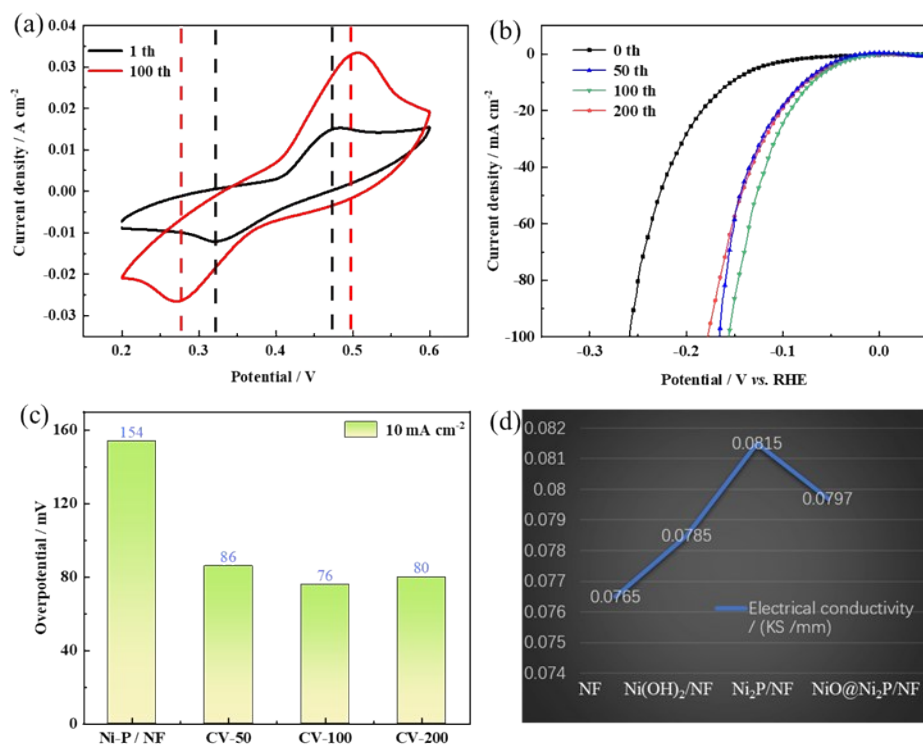 (a)
0.04
0.03
0.02
0.01
0.00
-0.01
-0.02
-0.03
Current density / A cm⁻²
1 th
100 th
0.2
0.3
0.4
0.5
0.6
Potential / V
(b)
0
-20
-40
-60
-80
-100
Current density / mA cm⁻²
0 th
50 th
100 th
200 th
-0.3
-0.2
-0.1
0.0
Potential / V vs. RHE
(c)
160
120
80
40
0
Overpotential / mV
10 mA cm⁻²
154
86
76
80
Ni-P / NF
CV-50
CV-100
CV-200
(d)
0.082
0.081
0.08
0.079
0.078
0.077
0.076
0.075
0.074
0.0765
0.0785
0.0815
0.0797
Electrical conductivity
/ (KS /mm)
NF
Ni(OH)₂/NF
Ni₂P/NF
NiO@Ni₂P/NF